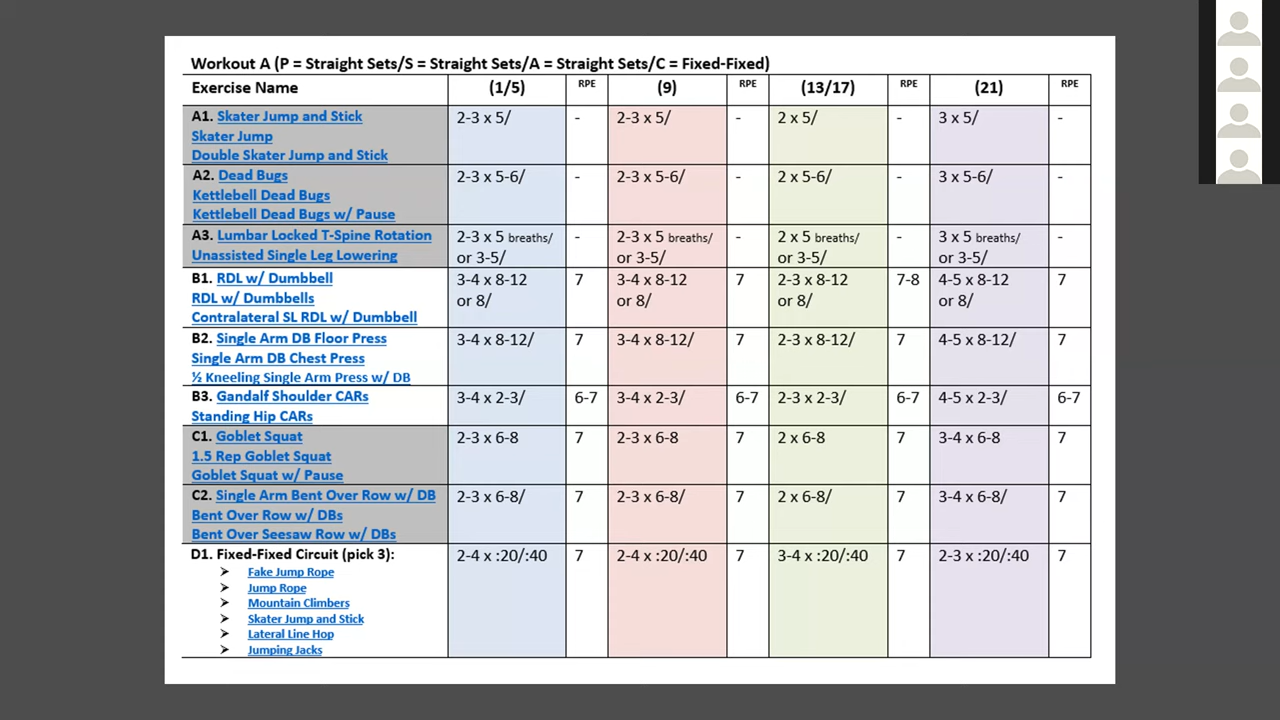 Workout A (P = Straight Sets/S = Straight Sets/A = Straight Sets/C = Fixed-Fixed)
Exercise Name (1/5) RPE (9) RPE (13/17) RPE (21) RPE
A1. Skater Jump and Stick 2-3 x 5/ - 2-3 x 5/ - 2 x 5/ - 3 x 5/ -
Skater Jump
Double Skater Jump and Stick
A2. Dead Bugs 2-3 x 5-6/ - 2-3 x 5-6/ - 2 x 5-6/ - 3 x 5-6/ -
Kettlebell Dead Bugs
Kettlebell Dead Bugs w/ Pause
A3. Lumbar Locked T-Spine Rotation 2-3 x 5 breaths/ - 2-3 x 5 breaths/ - 2 x 5 breaths/ - 3 x 5 breaths/ -
Unassisted Single Leg Lowering or 3-5/ or 3-5/ or 3-5/ or 3-5/
B1. RDL w/ Dumbbell 3-4 x 8-12 7 3-4 x 8-12 7 2-3 x 8-12 7-8 4-5 x 8-12 7
RDL w/ Dumbbells or 8/ or 8/ or 8/ or 8/
Contralateral SL RDL w/ Dumbbell
B2. Single Arm DB Floor Press 3-4 x 8-12/ 7 3-4 x 8-12/ 7 2-3 x 8-12/ 7 4-5 x 8-12/ 7
Single Arm DB Chest Press
½ Kneeling Single Arm Press w/ DB
B3. Gandalf Shoulder CARs 3-4 x 2-3/ 6-7 3-4 x 2-3/ 6-7 2-3 x 2-3/ 6-7 4-5 x 2-3/ 6-7
Standing Hip CARs
C1. Goblet Squat 2-3 x 6-8 7 2-3 x 6-8 7 2 x 6-8 7 3-4 x 6-8 7
1.5 Rep Goblet Squat
Goblet Squat w/ Pause
C2. Single Arm Bent Over Row w/ DB 2-3 x 6-8/ 7 2-3 x 6-8/ 7 2 x 6-8/ 7 3-4 x 6-8/ 7
Bent Over Row w/ DBs
Bent Over Seesaw Row w/ DBs
D1. Fixed-Fixed Circuit (pick 3): 2-4 x :20/:40 7 2-4 x :20/:40 7 3-4 x :20/:40 7 2-3 x :20/:40 7
Fake Jump Rope
Jump Rope
Mountain Climbers
Skater Jump and Stick
Lateral Line Hop
Jumping Jacks